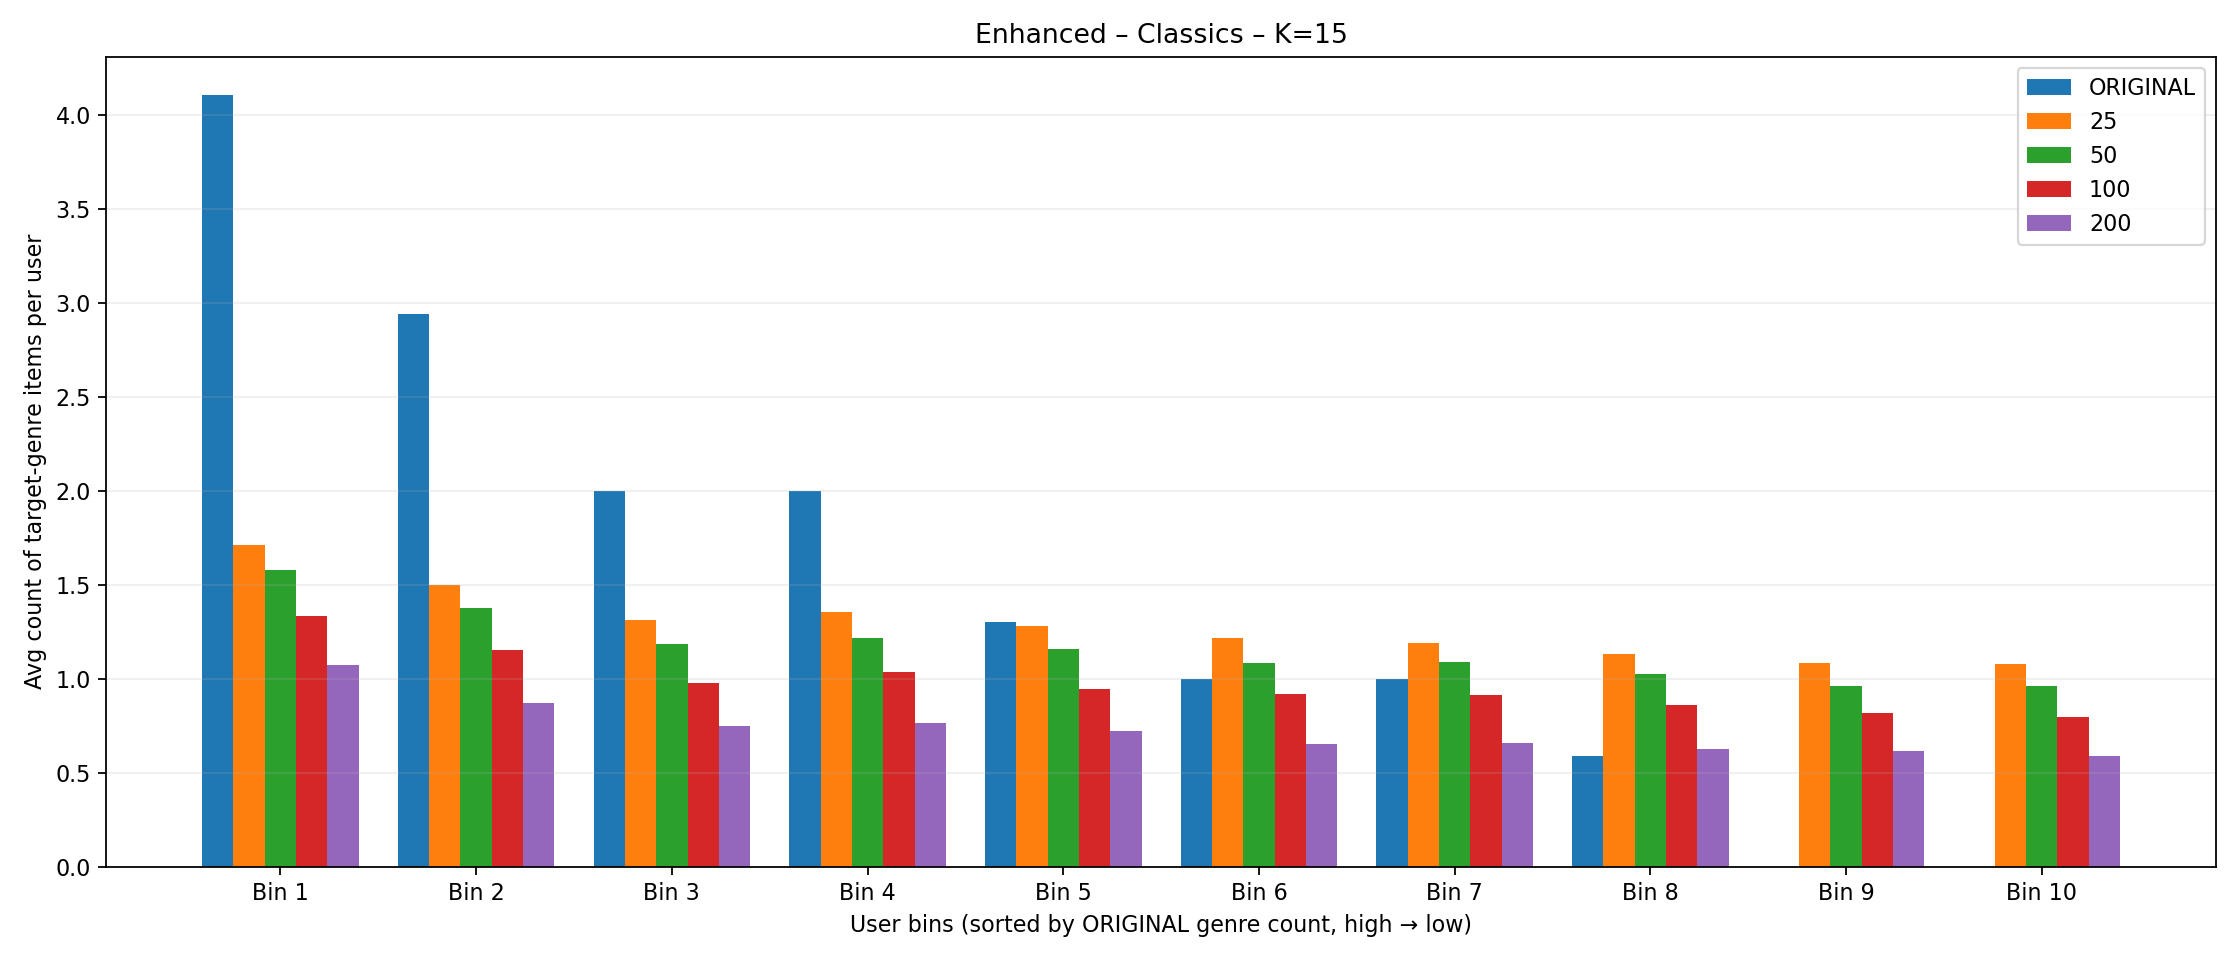 Enhanced – Classics – K=15
ORIGINAL
25
50
100
200
Avg count of target-genre items per user
4.0
3.5
3.0
2.5
2.0
1.5
1.0
0.5
0.0
Bin 1 Bin 2 Bin 3 Bin 4 Bin 5 Bin 6 Bin 7 Bin 8 Bin 9 Bin 10
User bins (sorted by ORIGINAL genre count, high → low)